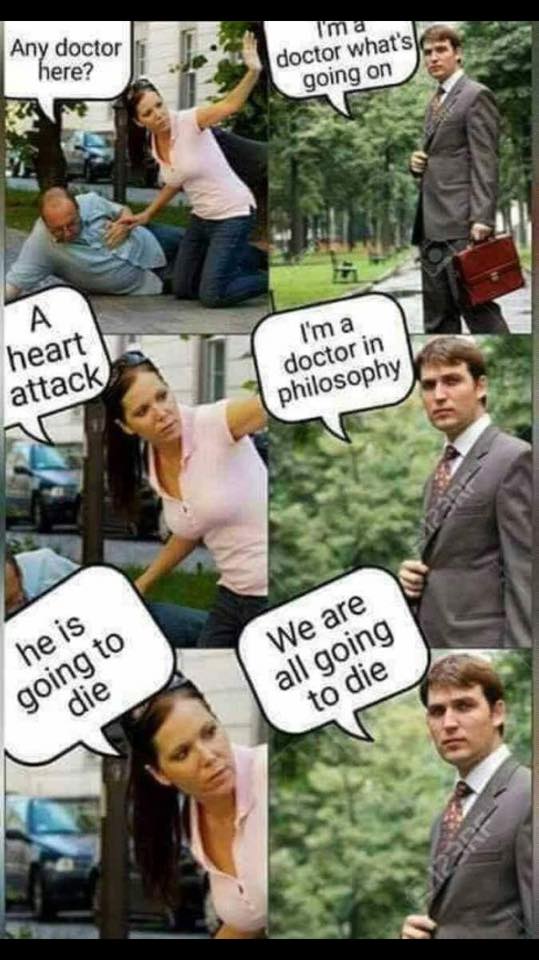 Any doctor
here?
I'm a
doctor what's
going on
A
heart
attack
I'm a
doctor in
philosophy
he is
going to
die
We are
all going
to die